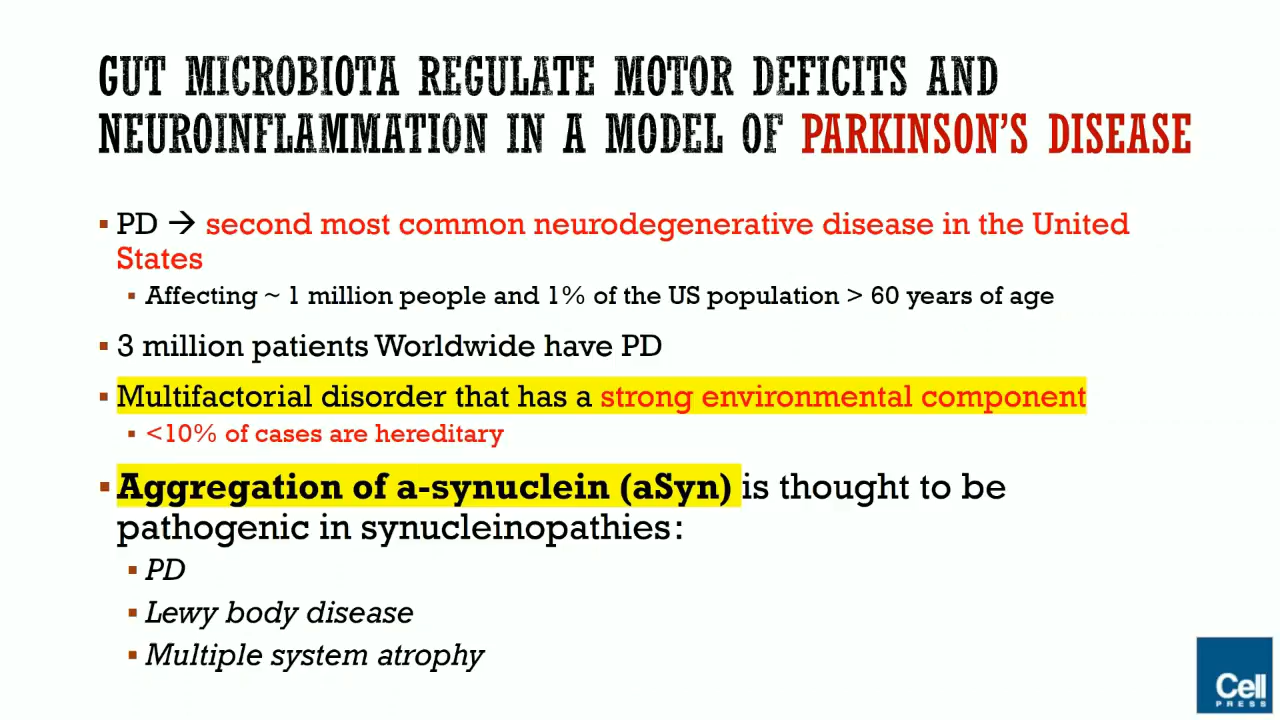 GUT MICROBIOTA REGULATE MOTOR DEFICITS AND
NEUROINFLAMMATION IN A MODEL OF PARKINSON'S DISEASE
▪ PD → second most common neurodegenerative disease in the United
States
▪ Affecting ~ 1 million people and 1% of the US population > 60 years of age
▪ 3 million patients Worldwide have PD
▪ Multifactorial disorder that has a strong environmental component
▪ <10% of cases are hereditary
▪ Aggregation of a-synuclein (aSyn) is thought to be
pathogenic in synucleinopathies:
▪ PD
▪ Lewy body disease
▪ Multiple system atrophy
Cell
PRESS